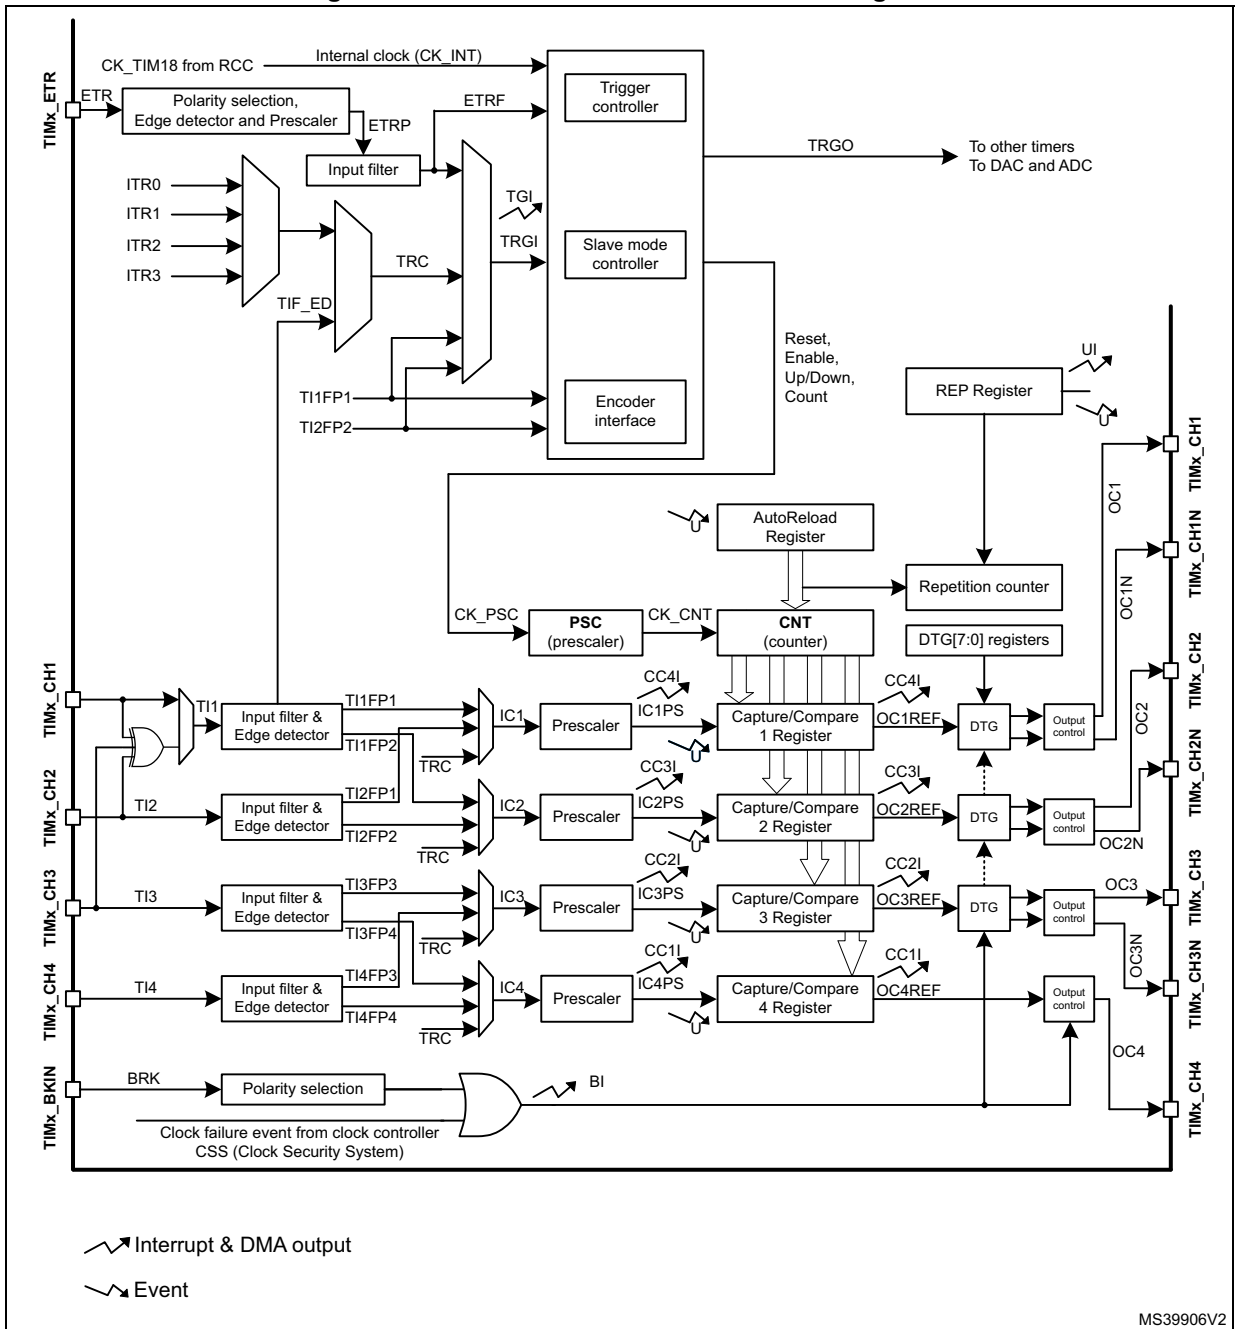 CK_TIM18 from RCC
Internal clock (CK_INT)
TIMx_ETR
ETR
Polarity selection,
Edge detector and Prescaler
ETRP
Input filter
ETRF
Trigger
controller
TRGO
To other timers
To DAC and ADC
ITR0
ITR1
ITR2
ITR3
TGI
TRGI
TRC
TIF_ED
Slave mode
controller
TI1FP1
TI2FP2
Encoder
interface
Reset,
Enable,
Up/Down,
Count
REP Register
UI
U
AutoReload
Register
U
Repetition counter
CK_PSC
PSC
(prescaler)
CK_CNT
CNT
(counter)
DTG[7:0] registers
TIMx_CH1
TI1
Input filter &
Edge detector
TI1FP1
TI1FP2
TRC
IC1
Prescaler
CC4I
IC1PS
U
Capture/Compare
1 Register
CC4I
OC1REF
DTG
Output
control
OC1
TIMx_CH1
OC1N
TIMx_CH1N
TIMx_CH2
TI2
Input filter &
Edge detector
TI2FP1
TI2FP2
TRC
IC2
Prescaler
CC3I
IC2PS
U
Capture/Compare
2 Register
CC3I
OC2REF
DTG
Output
control
OC2
TIMx_CH2
OC2N
TIMx_CH2N
TIMx_CH3
TI3
Input filter &
Edge detector
TI3FP3
TI3FP4
TRC
IC3
Prescaler
CC2I
IC3PS
U
Capture/Compare
3 Register
CC2I
OC3REF
DTG
Output
control
OC3
TIMx_CH3
OC3N
TIMx_CH3N
TIMx_CH4
TI4
Input filter &
Edge detector
TI4FP3
TI4FP4
TRC
IC4
Prescaler
CC1I
IC4PS
U
Capture/Compare
4 Register
CC1I
OC4REF
Output
control
OC4
TIMx_CH4
TIMx_BKIN
BRK
Polarity selection
BI
Clock failure event from clock controller
CSS (Clock Security System)
Interrupt & DMA output
Event
MS39906V2